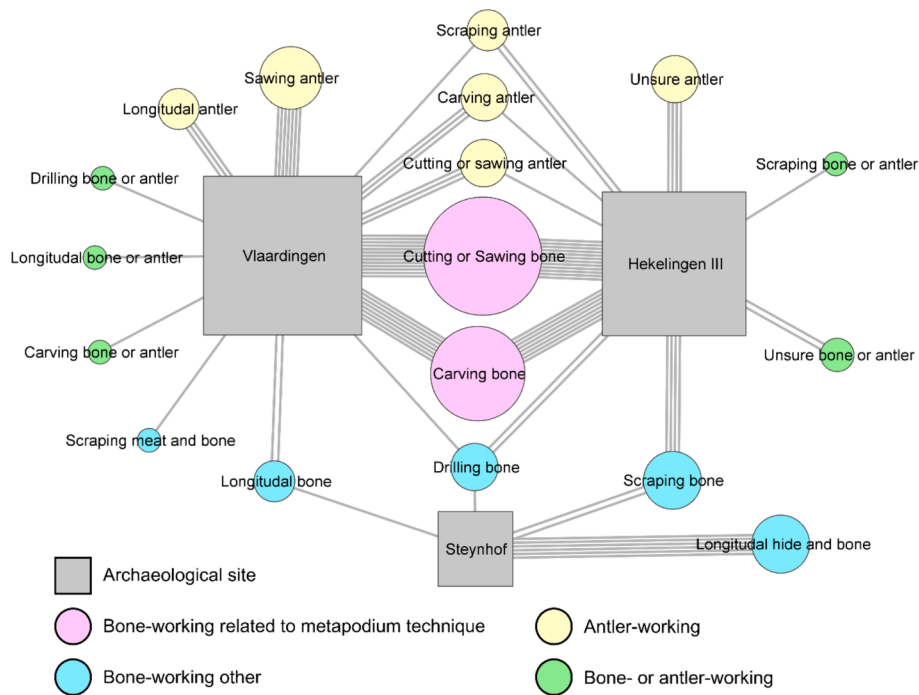 Scraping antler
Sawing antler
Unsure antler
Carving antler
Longitudal antler
Cutting or sawing antler
Scraping bone or antler
Drilling bone or antler
Vlaardingen
Cutting or Sawing bone
Hekelingen III
Longitudal bone or antler
Carving bone or antler
Unsure bone or antler
Carving bone
Scraping meat and bone
Drilling bone
Longitudal bone
Scraping bone
Steynhof
Longitudal hide and bone
Archaeological site
Bone-working related to metapodium technique
Antler-working
Bone-working other
Bone- or antler-working